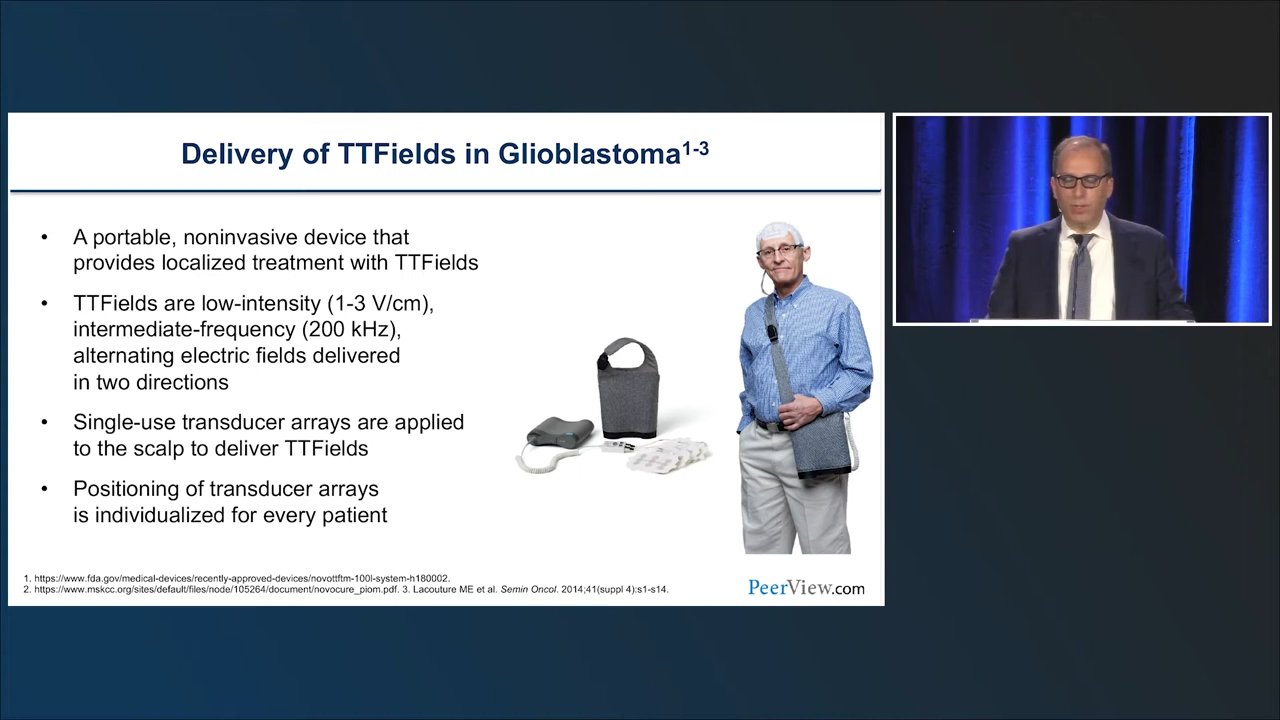 Delivery of TTFields in Glioblastoma1-3
• A portable, noninvasive device that
provides localized treatment with TTFields
• TTFields are low-intensity (1-3 V/cm),
intermediate-frequency (200 kHz),
alternating electric fields delivered
in two directions
• Single-use transducer arrays are applied
to the scalp to deliver TTFields
• Positioning of transducer arrays
is individualized for every patient
1. https://www.fda.gov/medical-devices/recently-approved-devices/novottftm-100l-system-h180002.
2. https://www.mskcc.org/sites/default/files/node/105264/document/novocure_piom.pdf. 3. Lacouture ME et al. Semin Oncol. 2014;41(suppl 4):s1-s14.
PeerView.com